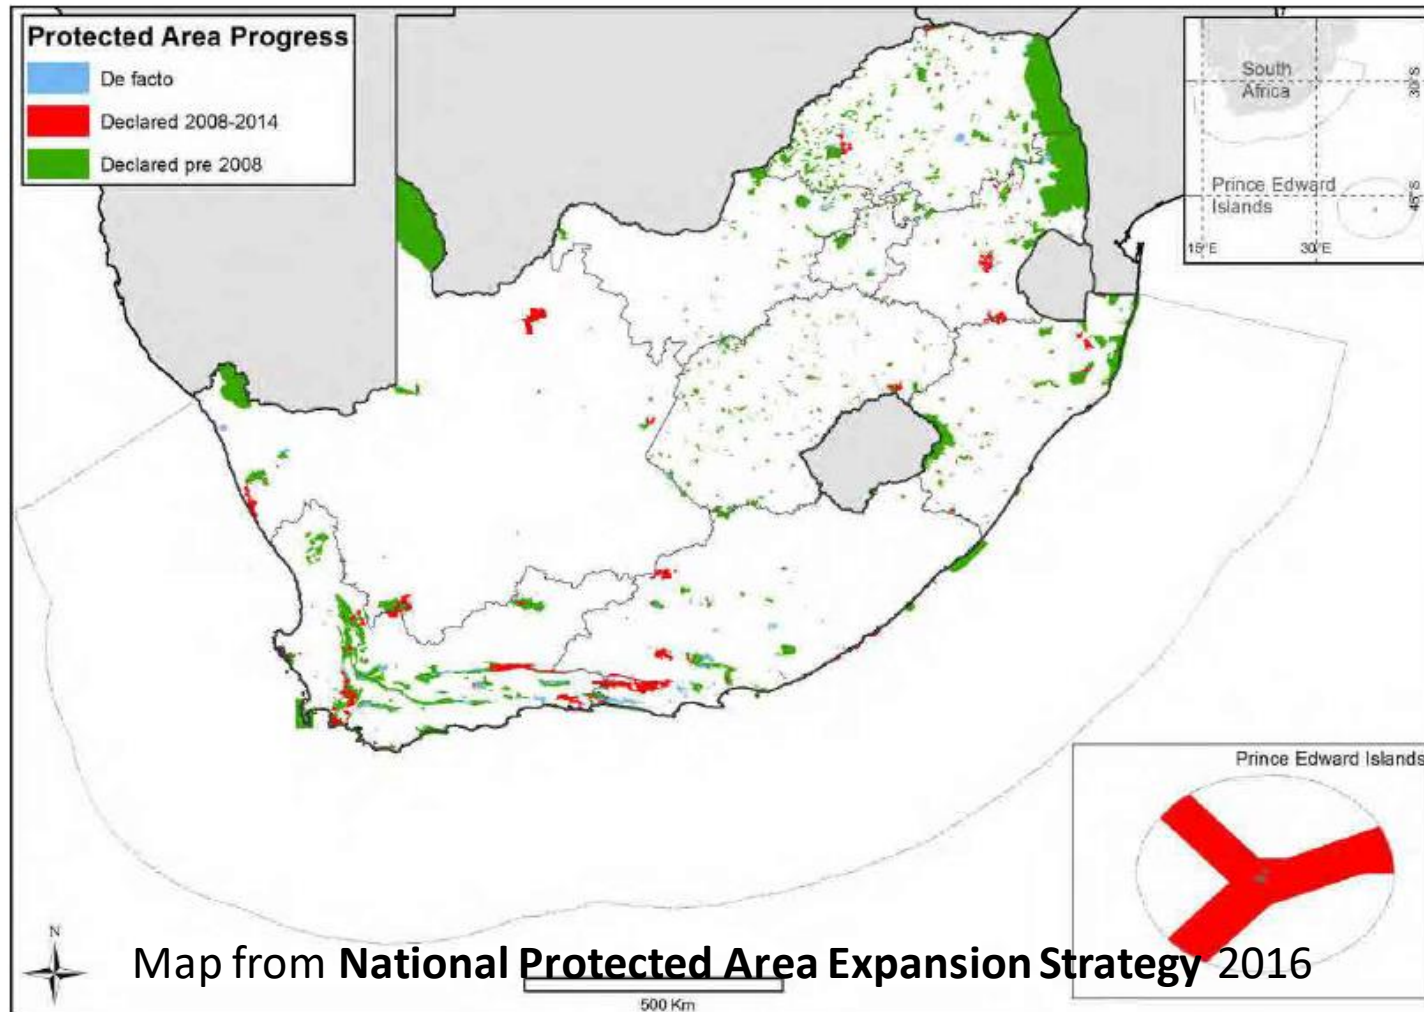 Protected Area Progress
De facto
Declared 2008-2014
Declared pre 2008
South
Africa
30°S
Prince Edward
Islands
45°S
15°E
30°E
Prince Edward Islands
N
Map from National Protected Area Expansion Strategy 2016
500 Km